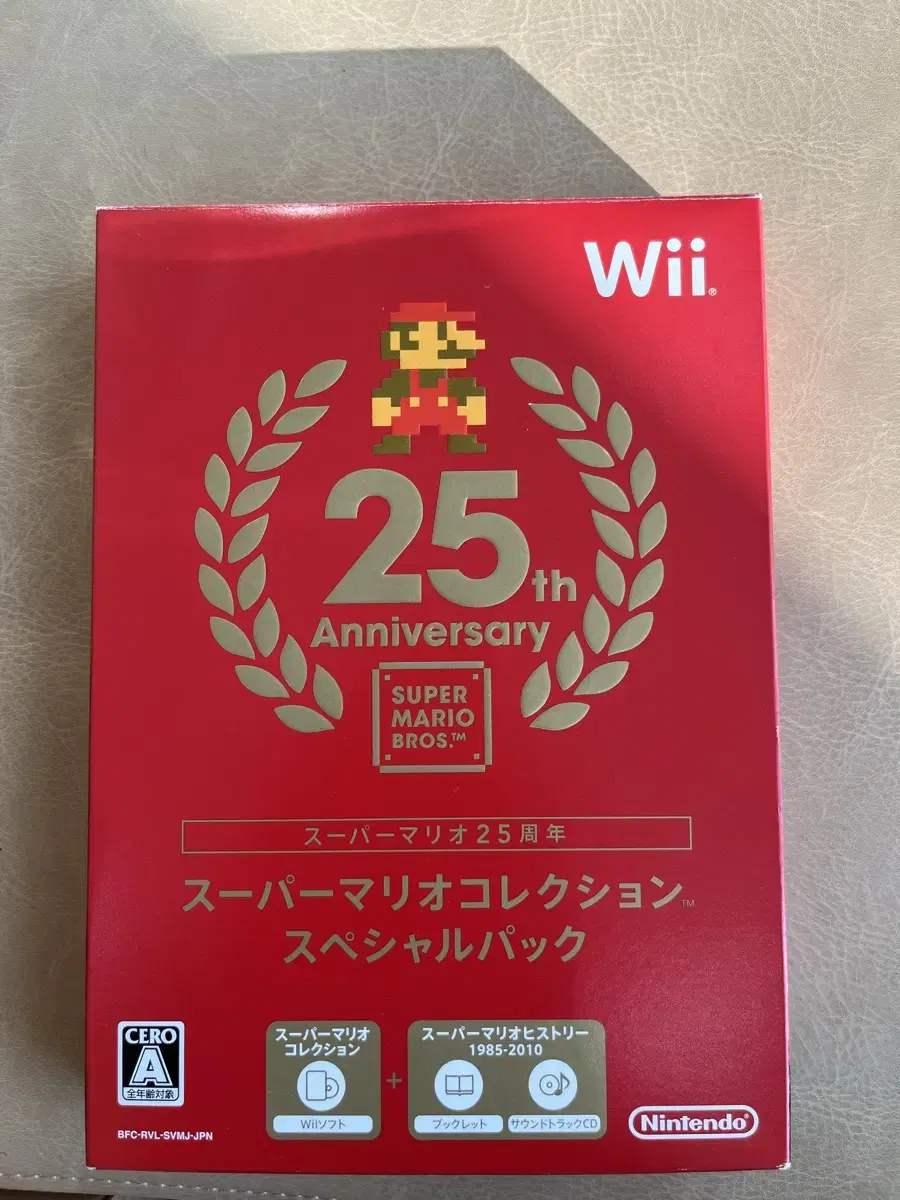 Wii®
25th
Anniversary
SUPER
MARIO
BROS.™
スーパーマリオ25周年
スーパーマリオコレクション™
スペシャルパック
CERO
A
全年齢対象
スーパーマリオ
コレクション
Wiiソフト
+
スーパーマリオヒストリー
1985-2010
ブックレット
サウンドトラックCD
BFC-RVL-SVMJ-JPN
Nintendo®